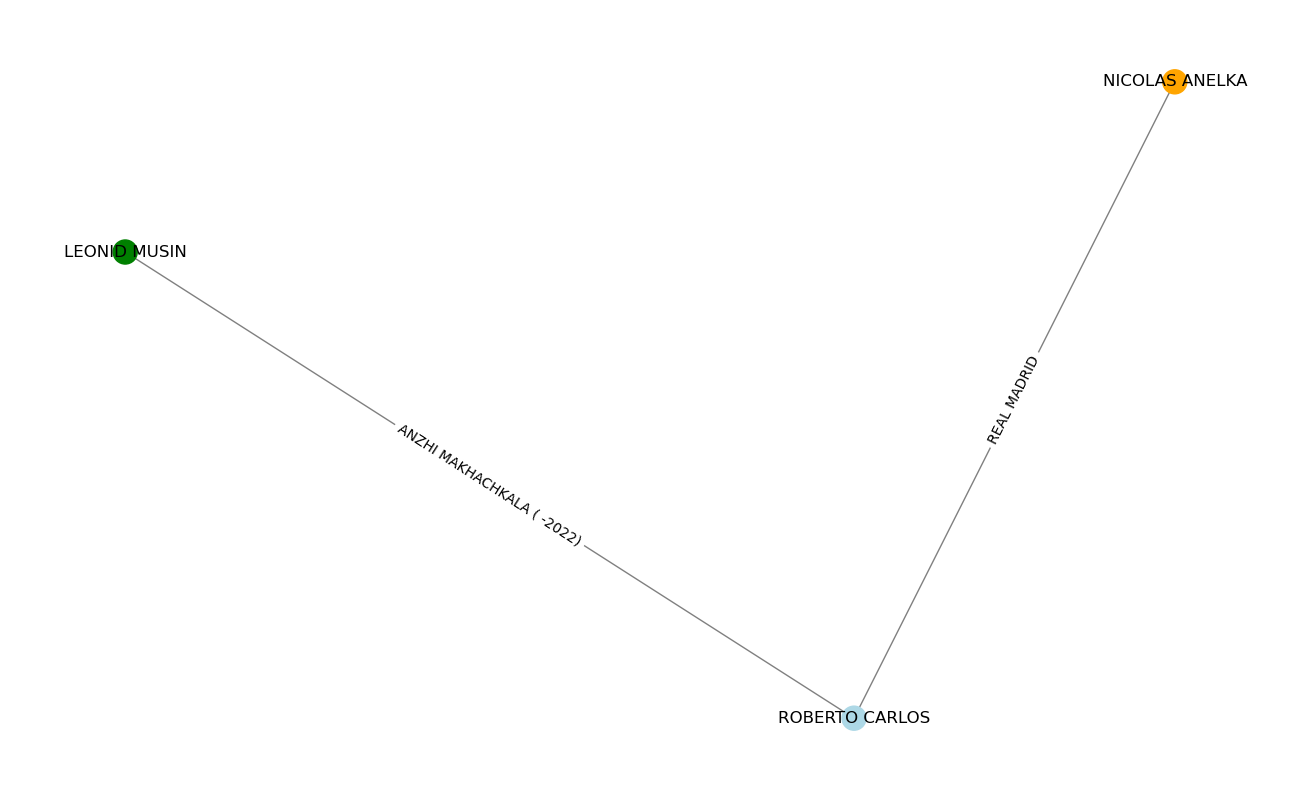 NICOLAS ANELKA
LEONID MUSIN
REAL MADRID
ANZHI MAKHACHKALA ( -2022)
ROBERTO CARLOS